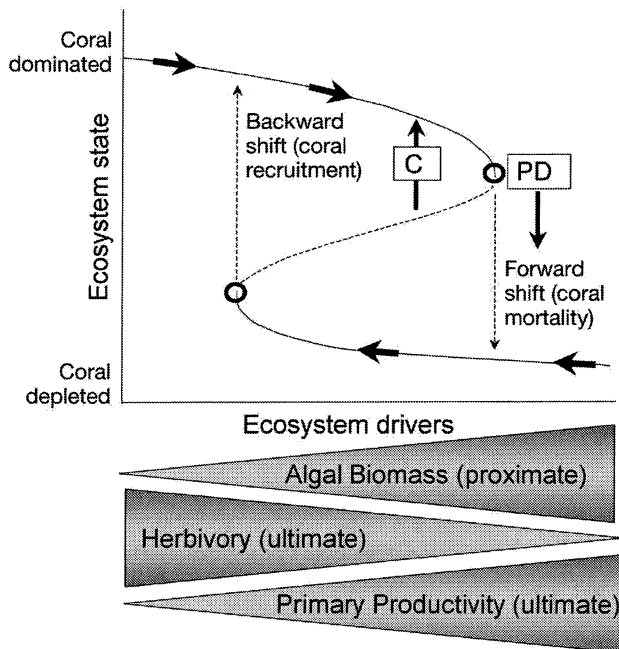 Coral
dominated
Ecosystem state
Backward
shift (coral
recruitment)
C
PD
Forward
shift (coral
mortality)
Coral
depleted
Ecosystem drivers
Algal Biomass (proximate)
Herbivory (ultimate)
Primary Productivity (ultimate)